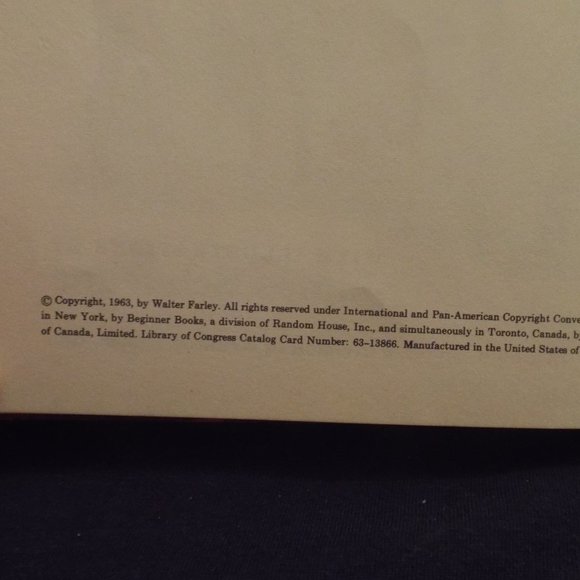 © Copyright, 1963, by Walter Farley. All rights reserved under International and Pan-American Copyright Conve
in New York, by Beginner Books, a division of Random House, Inc., and simultaneously in Toronto, Canada, b
of Canada, Limited. Library of Congress Catalog Card Number: 63-13866. Manufactured in the United States of